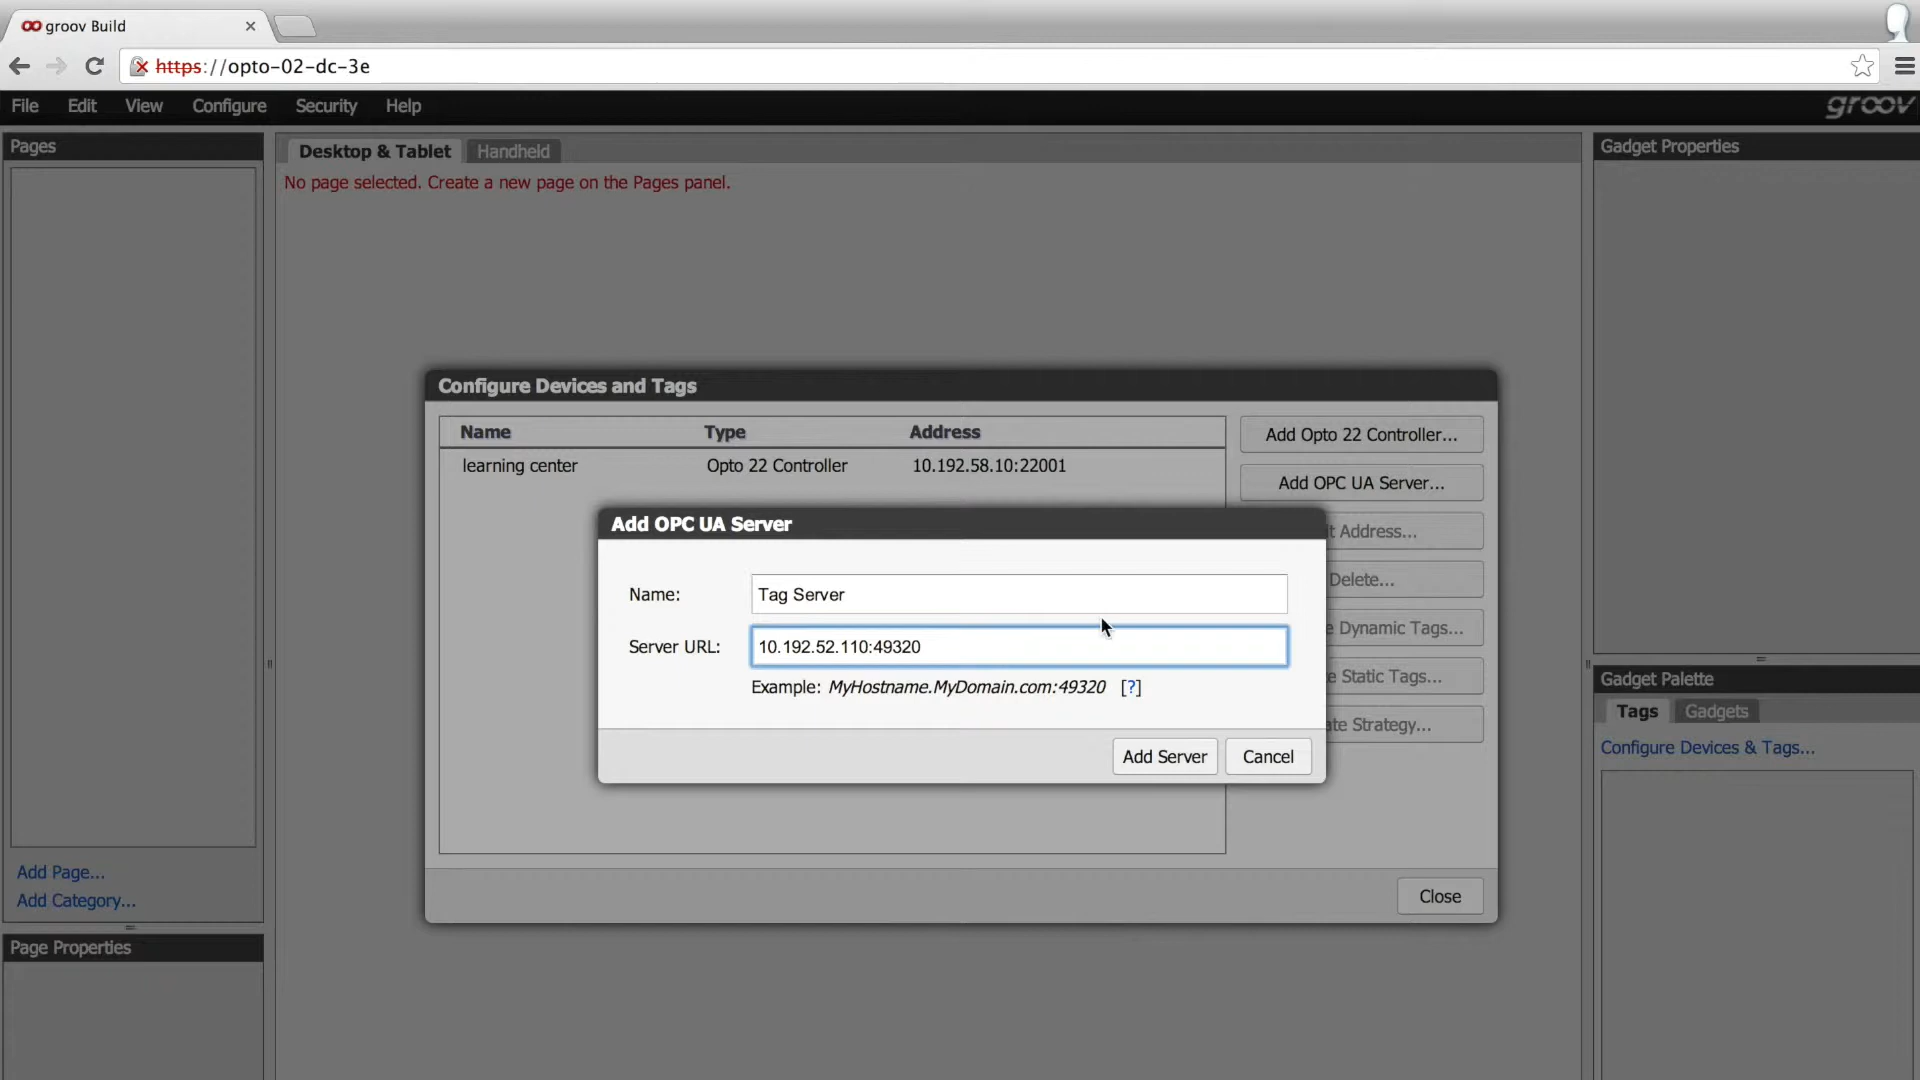 groov Build
https://opto-02-dc-3e
File Edit View Configure Security Help
groov
Pages
Desktop & Tablet Handheld
Gadget Properties
No page selected. Create a new page on the Pages panel.
Configure Devices and Tags
Name Type Address
Add Opto 22 Controller...
learning center Opto 22 Controller 10.192.58.10:22001
Add OPC UA Server...
Add OPC UA Server
Address...
Delete...
Name: Tag Server
Dynamic Tags...
Server URL: 10.192.52.110:49320
Static Tags...
Example: MyHostname.MyDomain.com:49320 [?]
Strategy...
Add Server Cancel
Gadget Palette
Tags Gadgets
Configure Devices & Tags...
Add Page...
Add Category...
Close
Page Properties